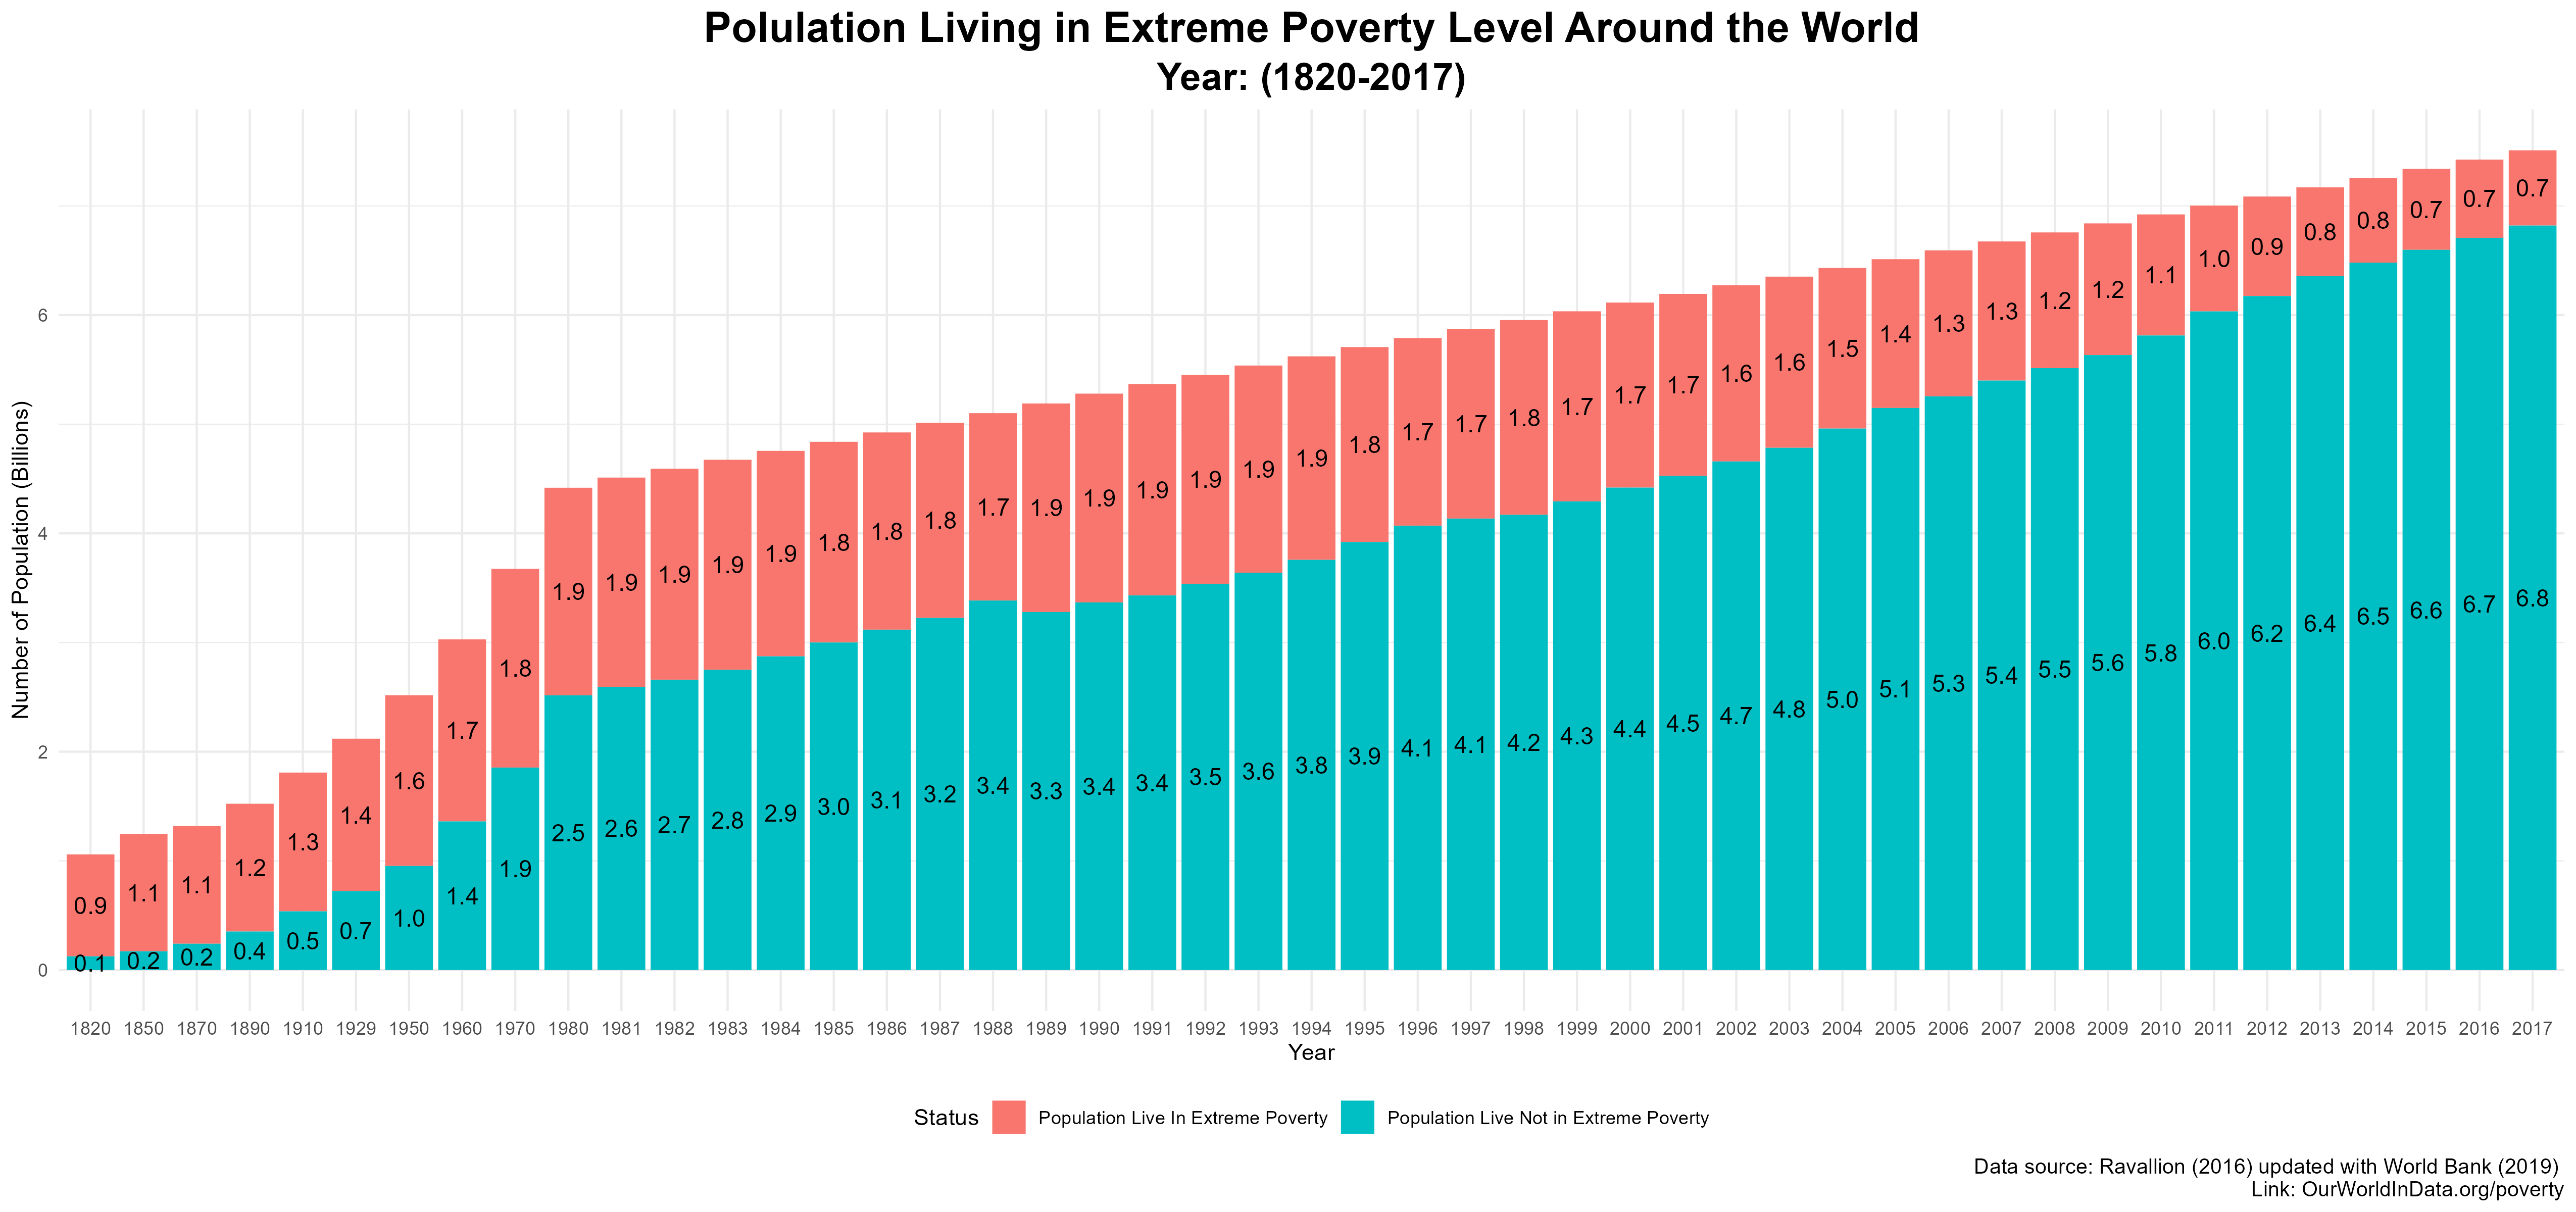 Polulation Living in Extreme Poverty Level Around the World
Year: (1820-2017)
Number of Population (Billions)
6
4
2
0
0.9 1.1 1.1 1.2 1.3 1.4 1.6 1.7 1.8 1.9 1.9 1.9 1.9 1.9 1.8 1.8 1.8 1.7 1.9 1.9 1.9 1.9 1.9 1.9 1.8 1.7 1.7 1.8 1.7 1.7 1.7 1.6 1.6 1.5 1.4 1.3 1.3 1.2 1.2 1.1 1.0 0.9 0.8 0.8 0.7 0.7 0.7
0.1 0.2 0.2 0.4 0.5 0.7 1.0 1.4 1.9 2.5 2.6 2.7 2.8 2.9 3.0 3.1 3.2 3.4 3.3 3.4 3.4 3.5 3.6 3.8 3.9 4.1 4.1 4.2 4.3 4.4 4.5 4.7 4.8 5.0 5.1 5.3 5.4 5.5 5.6 5.8 6.0 6.2 6.4 6.5 6.6 6.7 6.8
1820 1850 1870 1890 1910 1929 1950 1960 1970 1980 1981 1982 1983 1984 1985 1986 1987 1988 1989 1990 1991 1992 1993 1994 1995 1996 1997 1998 1999 2000 2001 2002 2003 2004 2005 2006 2007 2008 2009 2010 2011 2012 2013 2014 2015 2016 2017
Year
Status Population Live In Extreme Poverty Population Live Not in Extreme Poverty
Data source: Ravallion (2016) updated with World Bank (2019)
Link: OurWorldInData.org/poverty